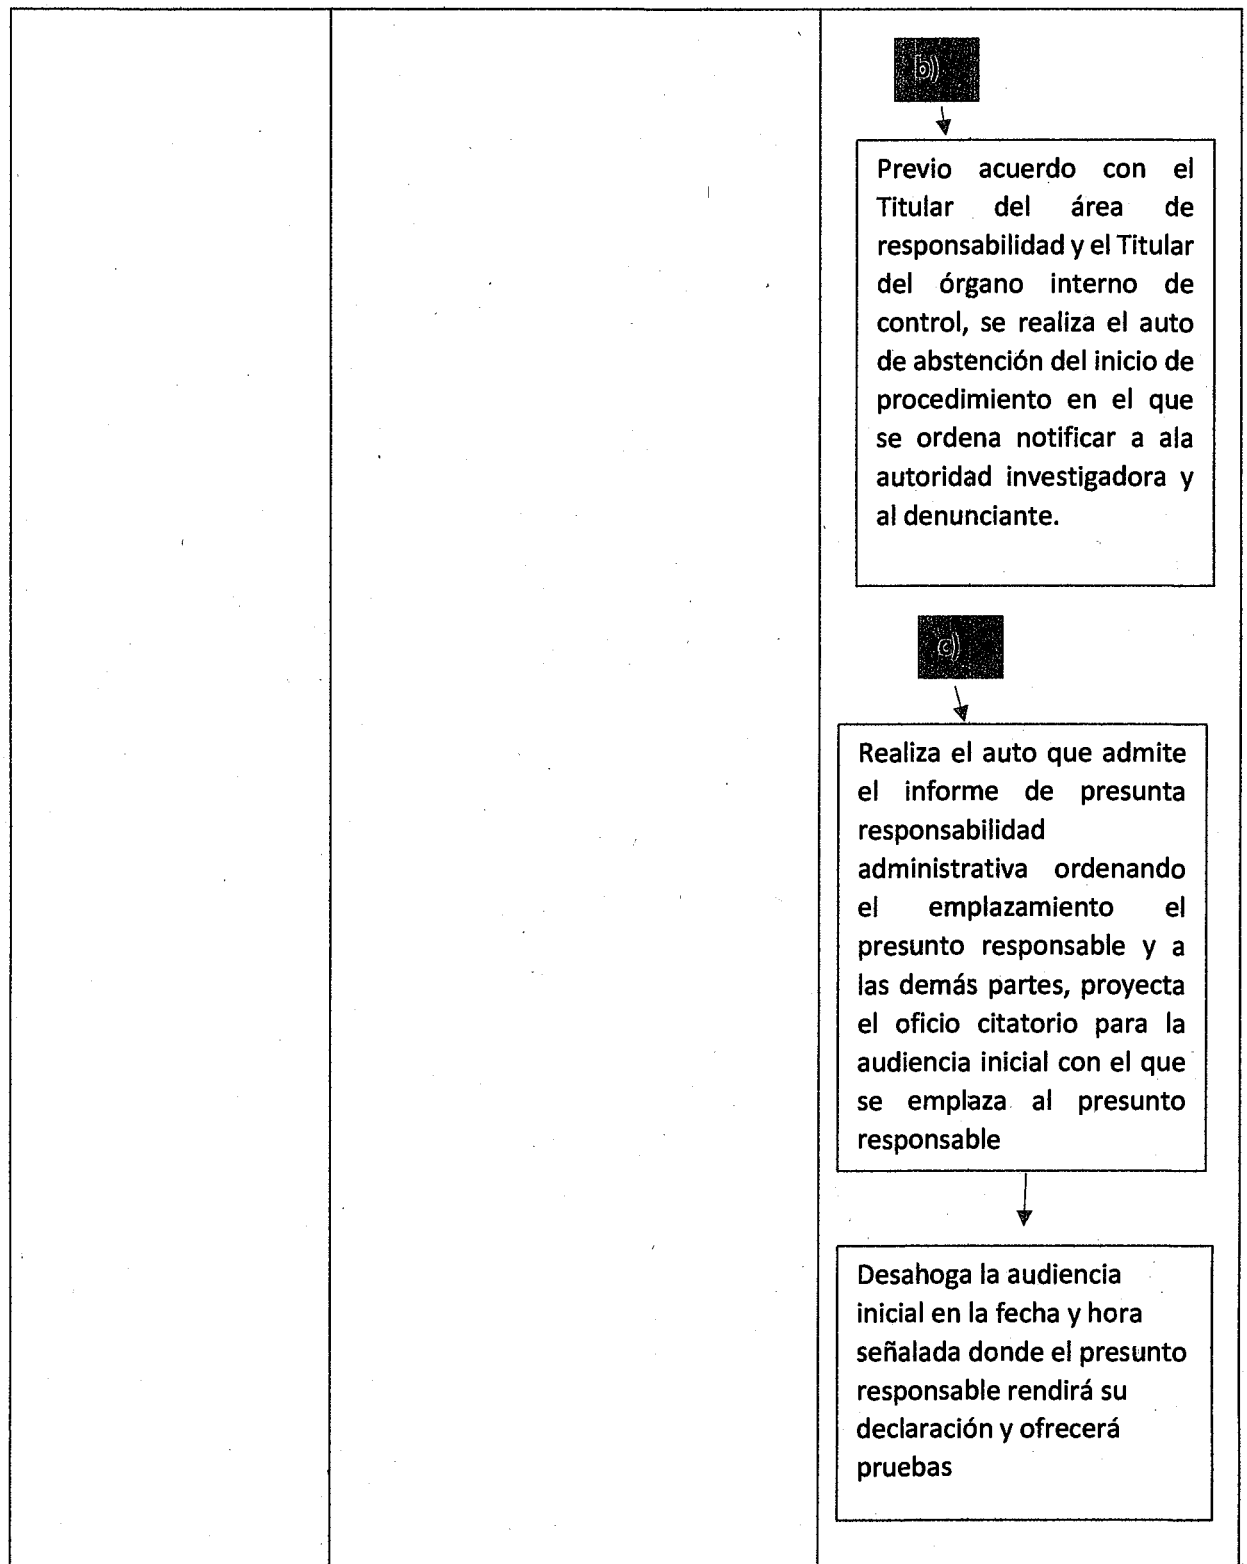 b)
Previo acuerdo con el
Titular del área de
responsabilidad y el Titular
del órgano interno de
control, se realiza el auto
de abstención del inicio de
procedimiento en el que
se ordena notificar a ala
autoridad investigadora y
al denunciante.
c)
Realiza el auto que admite
el informe de presunta
responsabilidad
administrativa ordenando
el emplazamiento el
presunto responsable y a
las demás partes, proyecta
el oficio citatorio para la
audiencia inicial con el que
se emplaza al presunto
responsable
Desahoga la audiencia
inicial en la fecha y hora
señalada donde el presunto
responsable rendirá su
declaración y ofrecerá
pruebas